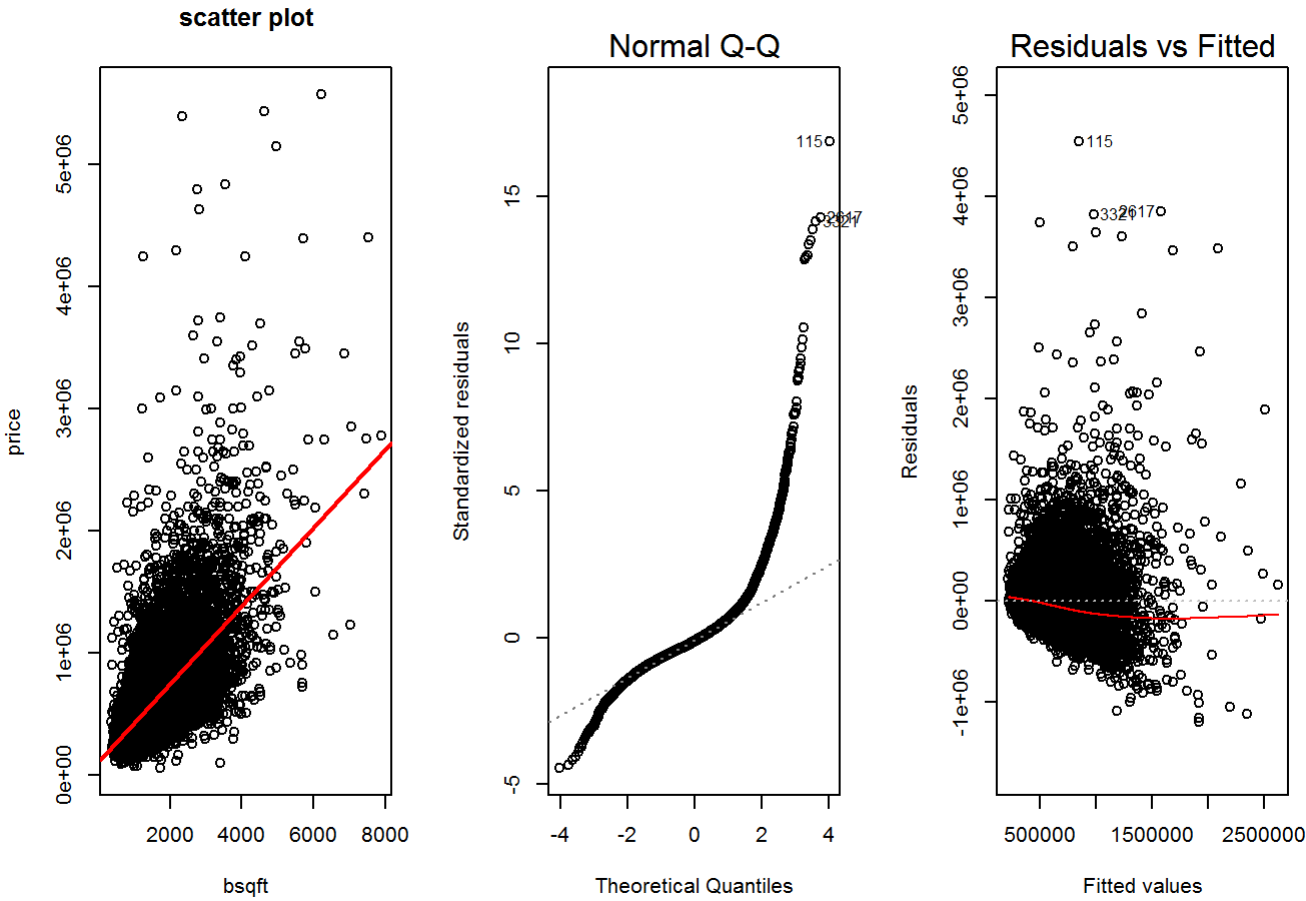 scatter plot
price
5e+06
4e+06
3e+06
2e+06
1e+06
0e+00
2000 4000 6000 8000
bsqft
Normal Q-Q
Standardized residuals
15
10
5
0
-5
115
2617
3321
-4 -2 0 2 4
Theoretical Quantiles
Residuals vs Fitted
Residuals
5e+06
4e+06
3e+06
2e+06
1e+06
0e+00
-1e+06
115
3321
2617
500000 1500000 2500000
Fitted values